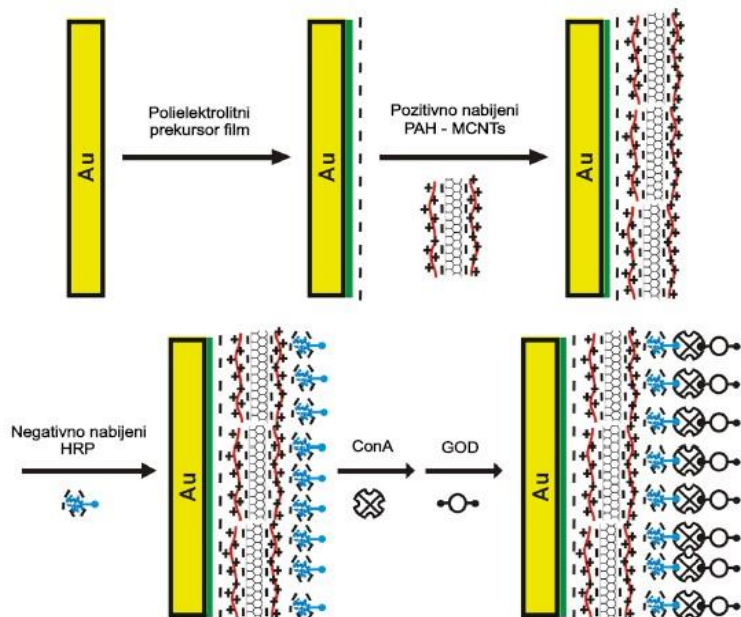 Au
Polielektrolitni
prekursor film
Au
Pozitivno nabijeni
PAH - MCNTs
Au
Negativno nabijeni
HRP
Au
ConA
GOD
Au